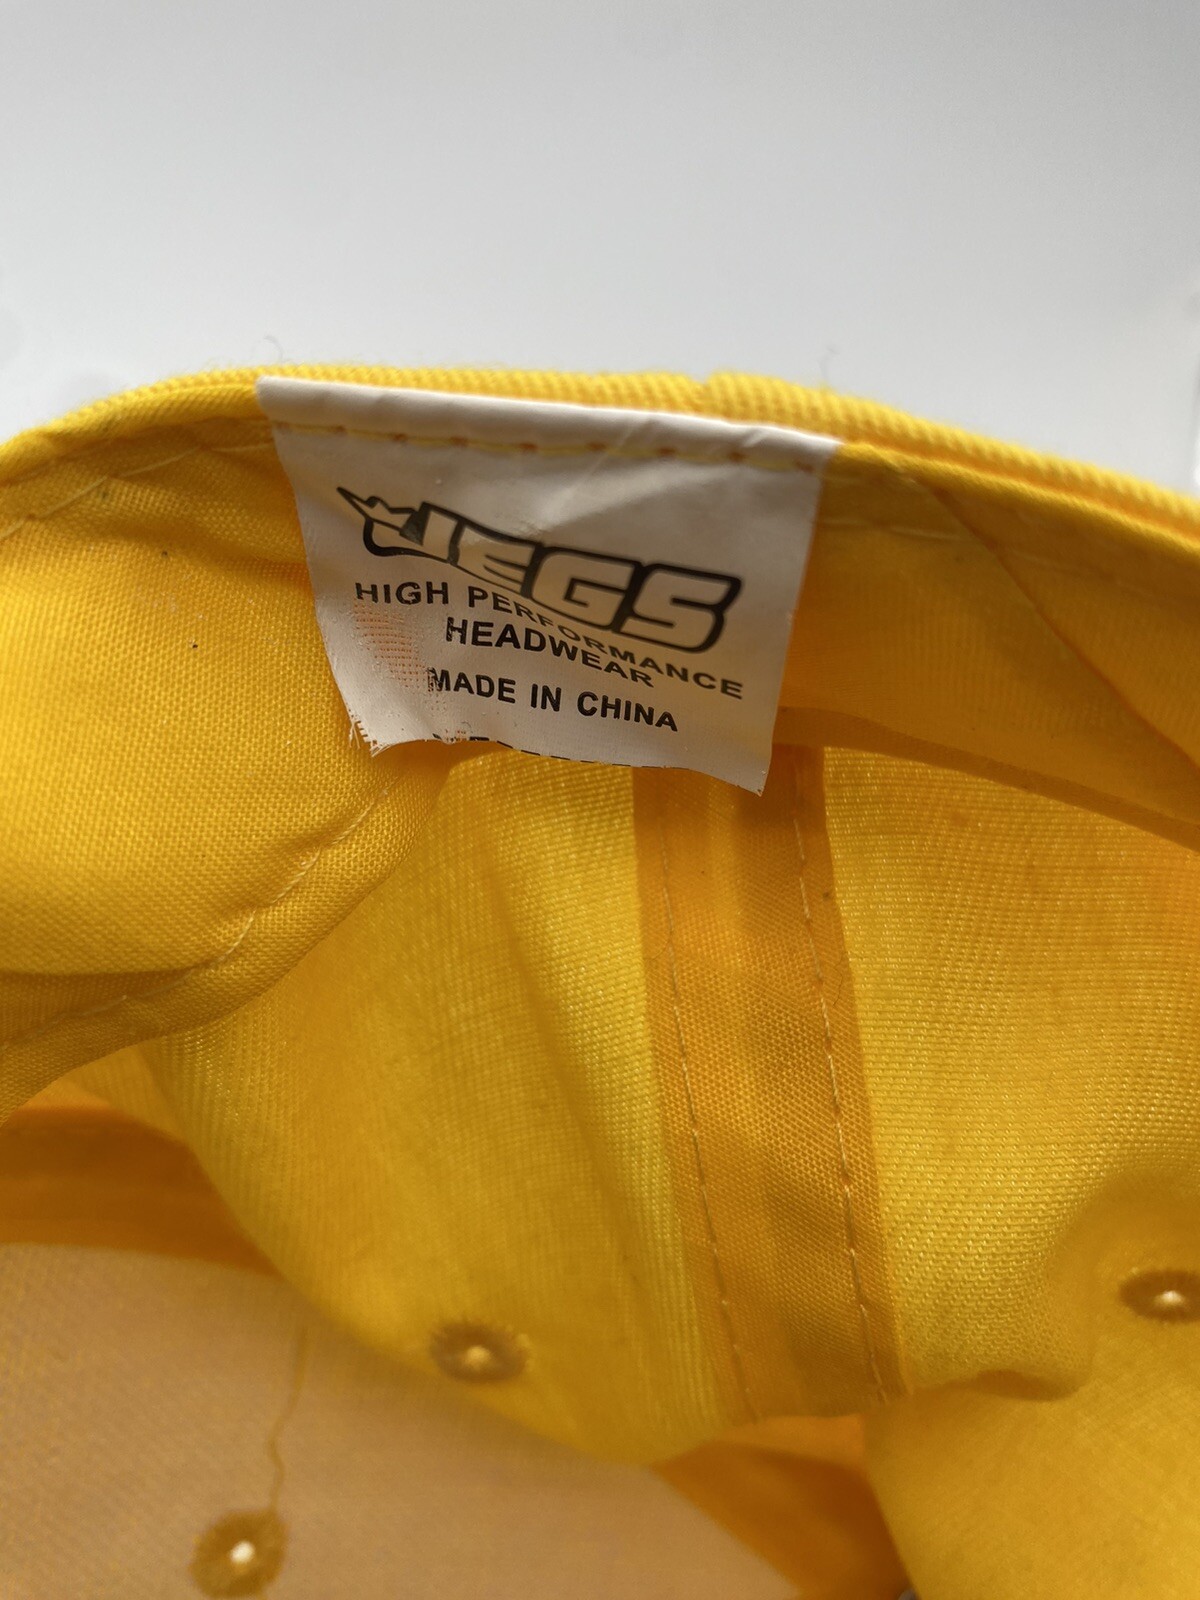 JEGS
HIGH PERFORMANCE
HEADWEAR
MADE IN CHINA